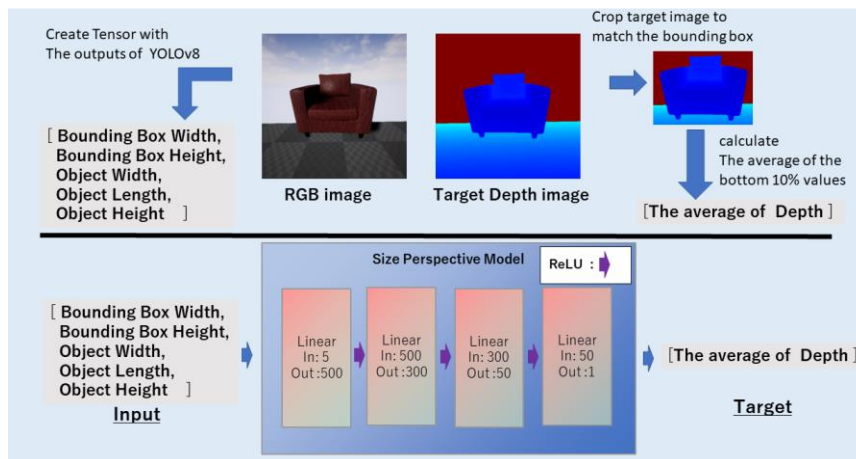 Create Tensor with
The outputs of YOLOv8
[ Bounding Box Width,
Bounding Box Height,
Object Width,
Object Length,
Object Height ]
RGB image
Target Depth image
Crop target image to
match the bounding box
calculate
The average of the
bottom 10% values
[The average of Depth ]
Size Perspective Model
ReLU :
[ Bounding Box Width,
Bounding Box Height,
Object Width,
Object Length,
Object Height ]
Input
Linear
In: 5
Out :500
Linear
In: 500
Out :300
Linear
In: 300
Out :50
Linear
In: 50
Out :1
[The average of Depth ]
Target